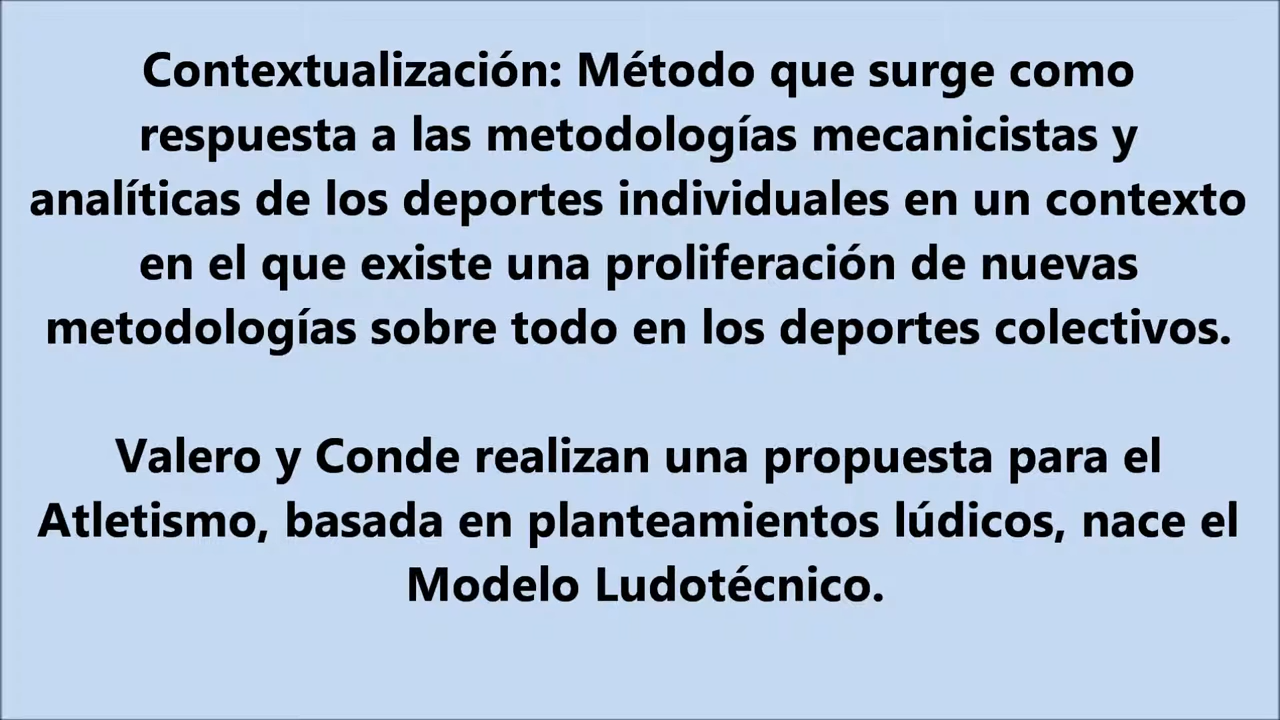 Contextualización: Método que surge como
respuesta a las metodologías mecanicistas y
analíticas de los deportes individuales en un contexto
en el que existe una proliferación de nuevas
metodologías sobre todo en los deportes colectivos.
Valero y Conde realizan una propuesta para el
Atletismo, basada en planteamientos lúdicos, nace el
Modelo Ludotécnico.